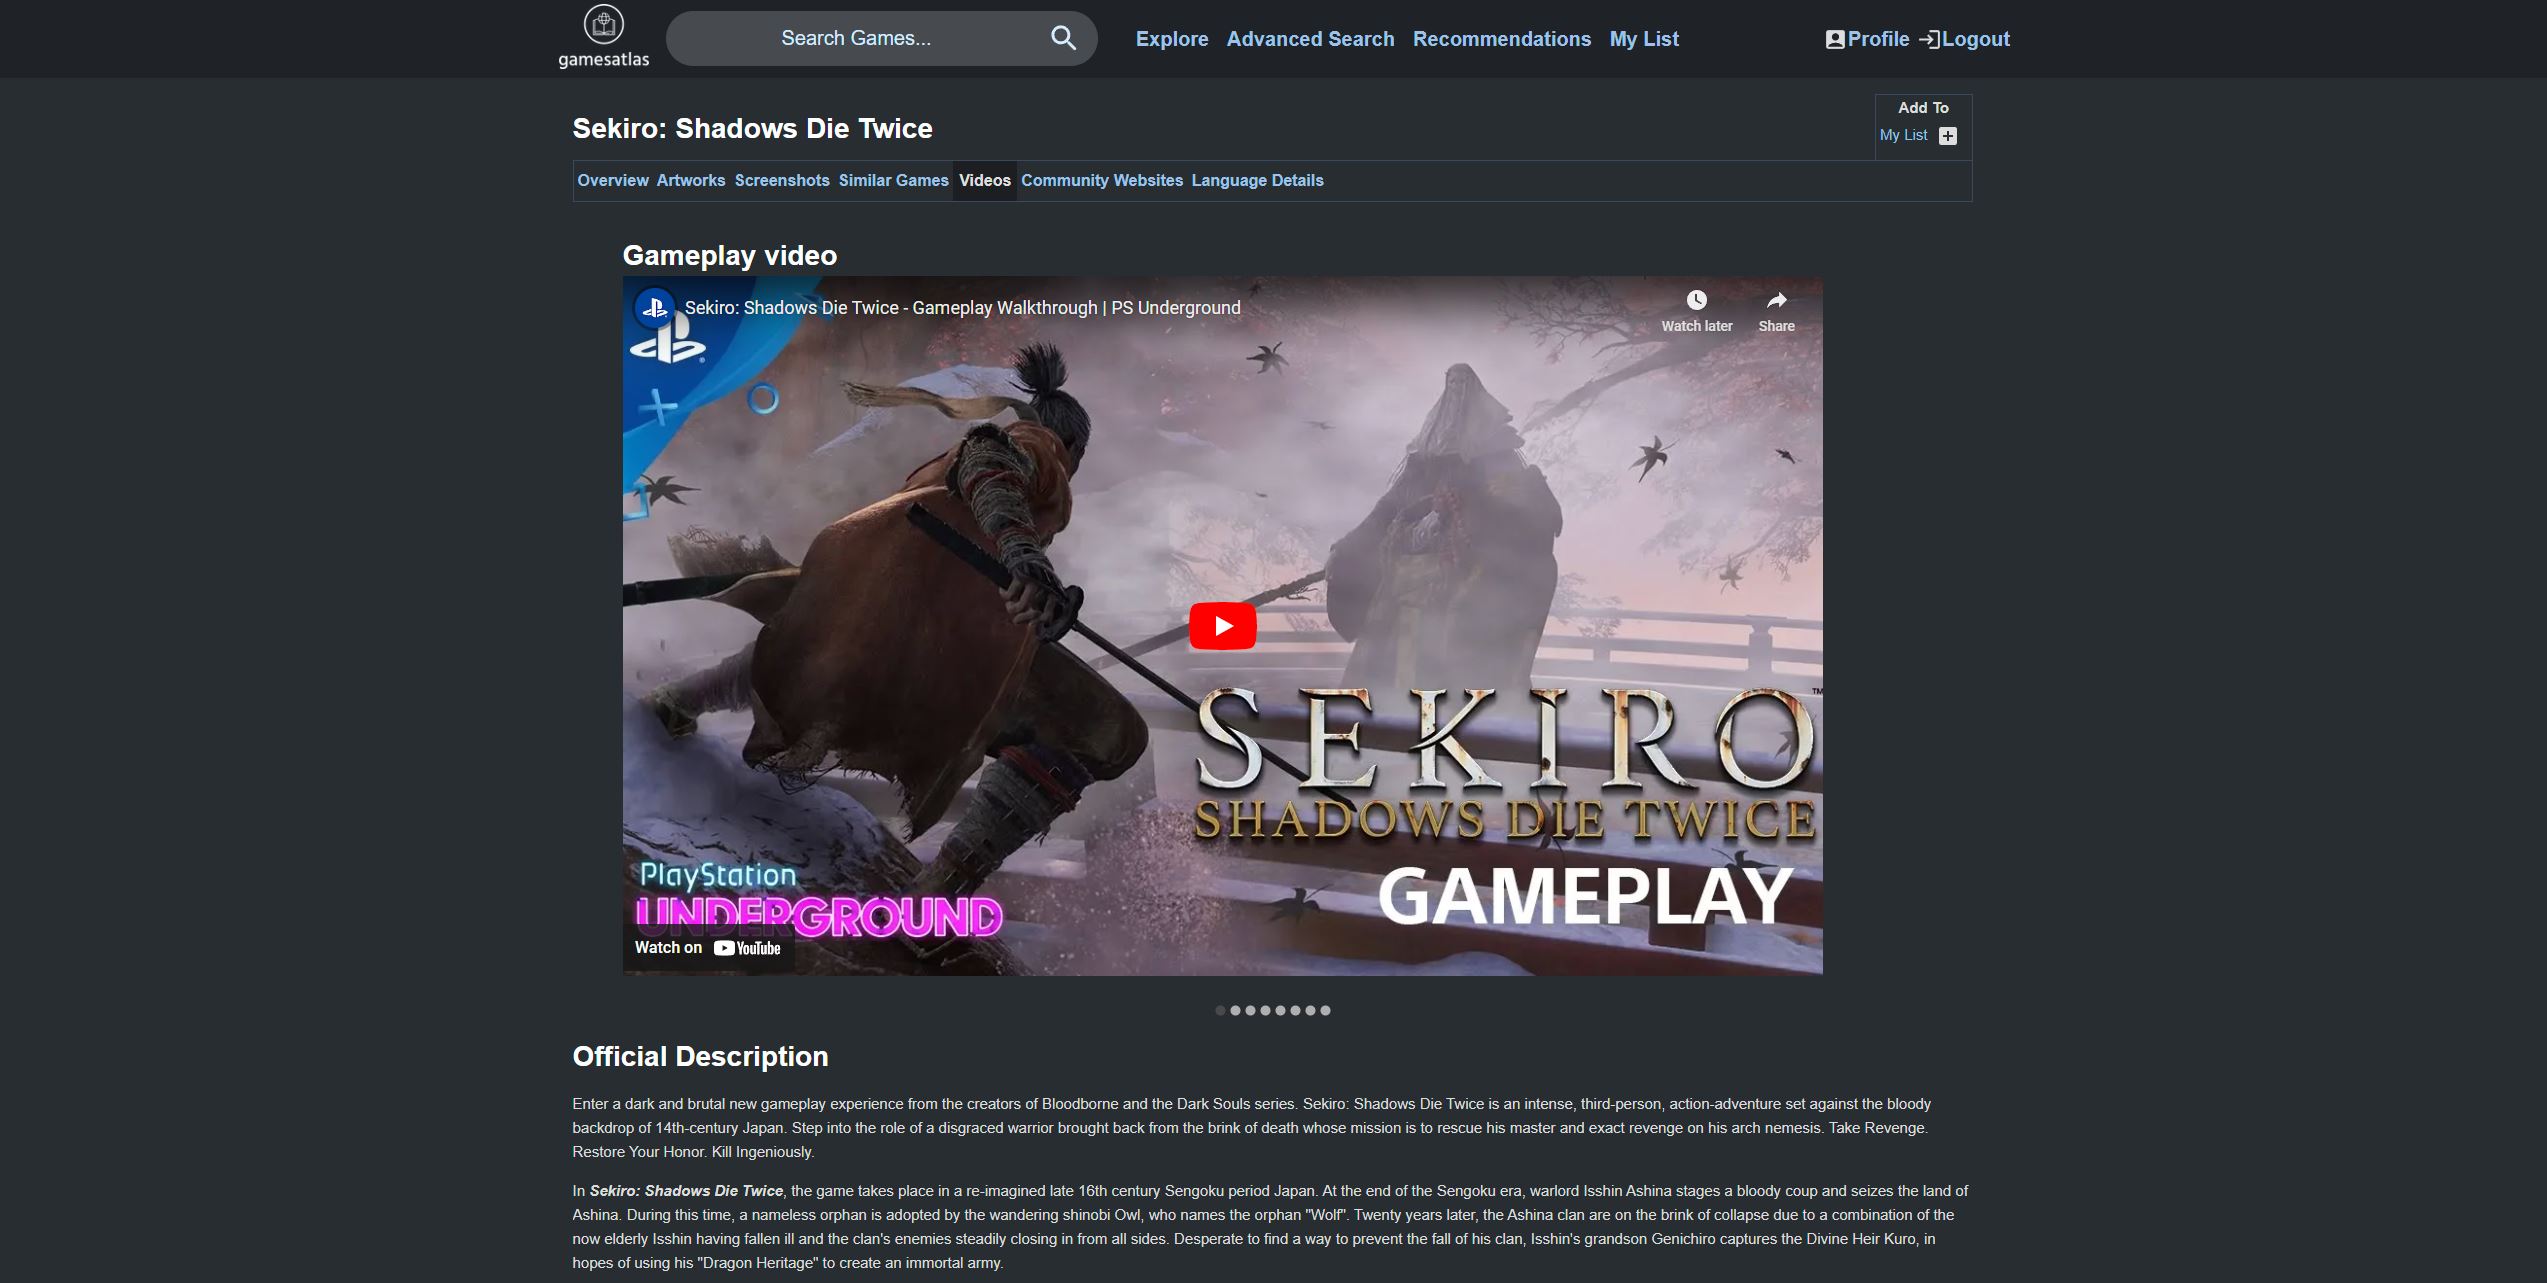 gamesatlas
Search Games...
Explore Advanced Search Recommendations My List
Profile Logout
Sekiro: Shadows Die Twice
Add To
My List
Overview Artworks Screenshots Similar Games Videos Community Websites Language Details
Gameplay video
Sekiro: Shadows Die Twice - Gameplay Walkthrough | PS Underground
Watch later
Share
SEKIRO™
SHADOWS DIE TWICE
GAMEPLAY
PlayStation
UNDERGROUND
Watch on YouTube
Official Description
Enter a dark and brutal new gameplay experience from the creators of Bloodborne and the Dark Souls series. Sekiro: Shadows Die Twice is an intense, third-person, action-adventure set against the bloody
backdrop of 14th-century Japan. Step into the role of a disgraced warrior brought back from the brink of death whose mission is to rescue his master and exact revenge on his arch nemesis. Take Revenge.
Restore Your Honor. Kill Ingeniously.
In Sekiro: Shadows Die Twice, the game takes place in a re-imagined late 16th century Sengoku period Japan. At the end of the Sengoku era, warlord Isshin Ashina stages a bloody coup and seizes the land of
Ashina. During this time, a nameless orphan is adopted by the wandering shinobi Owl, who names the orphan "Wolf". Twenty years later, the Ashina clan are on the brink of collapse due to a combination of the
now elderly Isshin having fallen ill and the clan's enemies steadily closing in from all sides. Desperate to find a way to prevent the fall of his clan, Isshin's grandson Genichiro captures the Divine Heir Kuro, in
hopes of using his "Dragon Heritage" to create an immortal army.